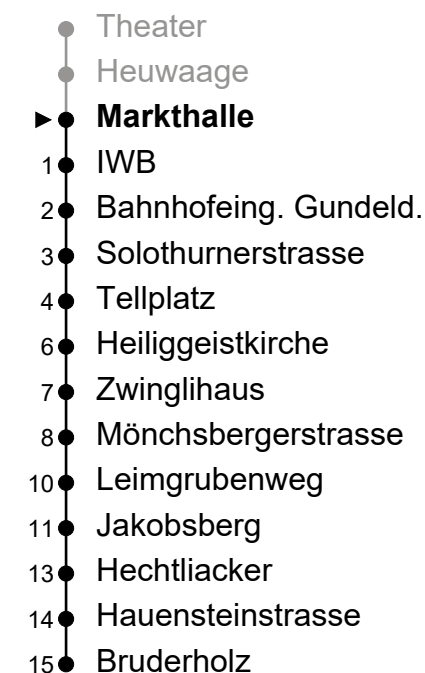 Theater
Heuwaage
Markthalle
1 IWB
2 Bahnhofeing. Gundeld.
3 Solothurnerstrasse
4 Tellplatz
6 Heiliggeistkirche
7 Zwinglihaus
8 Mönchsbergerstrasse
10 Leimgrubenweg
11 Jakobsberg
13 Hechtliacker
14 Hauensteinstrasse
15 Bruderholz